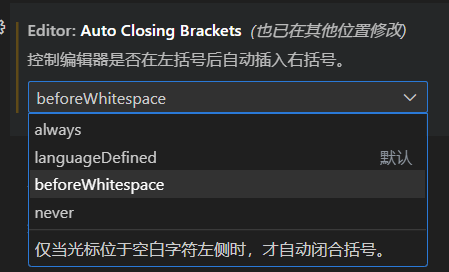 Editor: Auto Closing Brackets (也已在其他位置修改)
控制编辑器是否在左括号后自动插入右括号。
beforeWhitespace
always
languageDefined 默认
beforeWhitespace
never
仅当光标位于空白字符左侧时，才自动闭合括号。